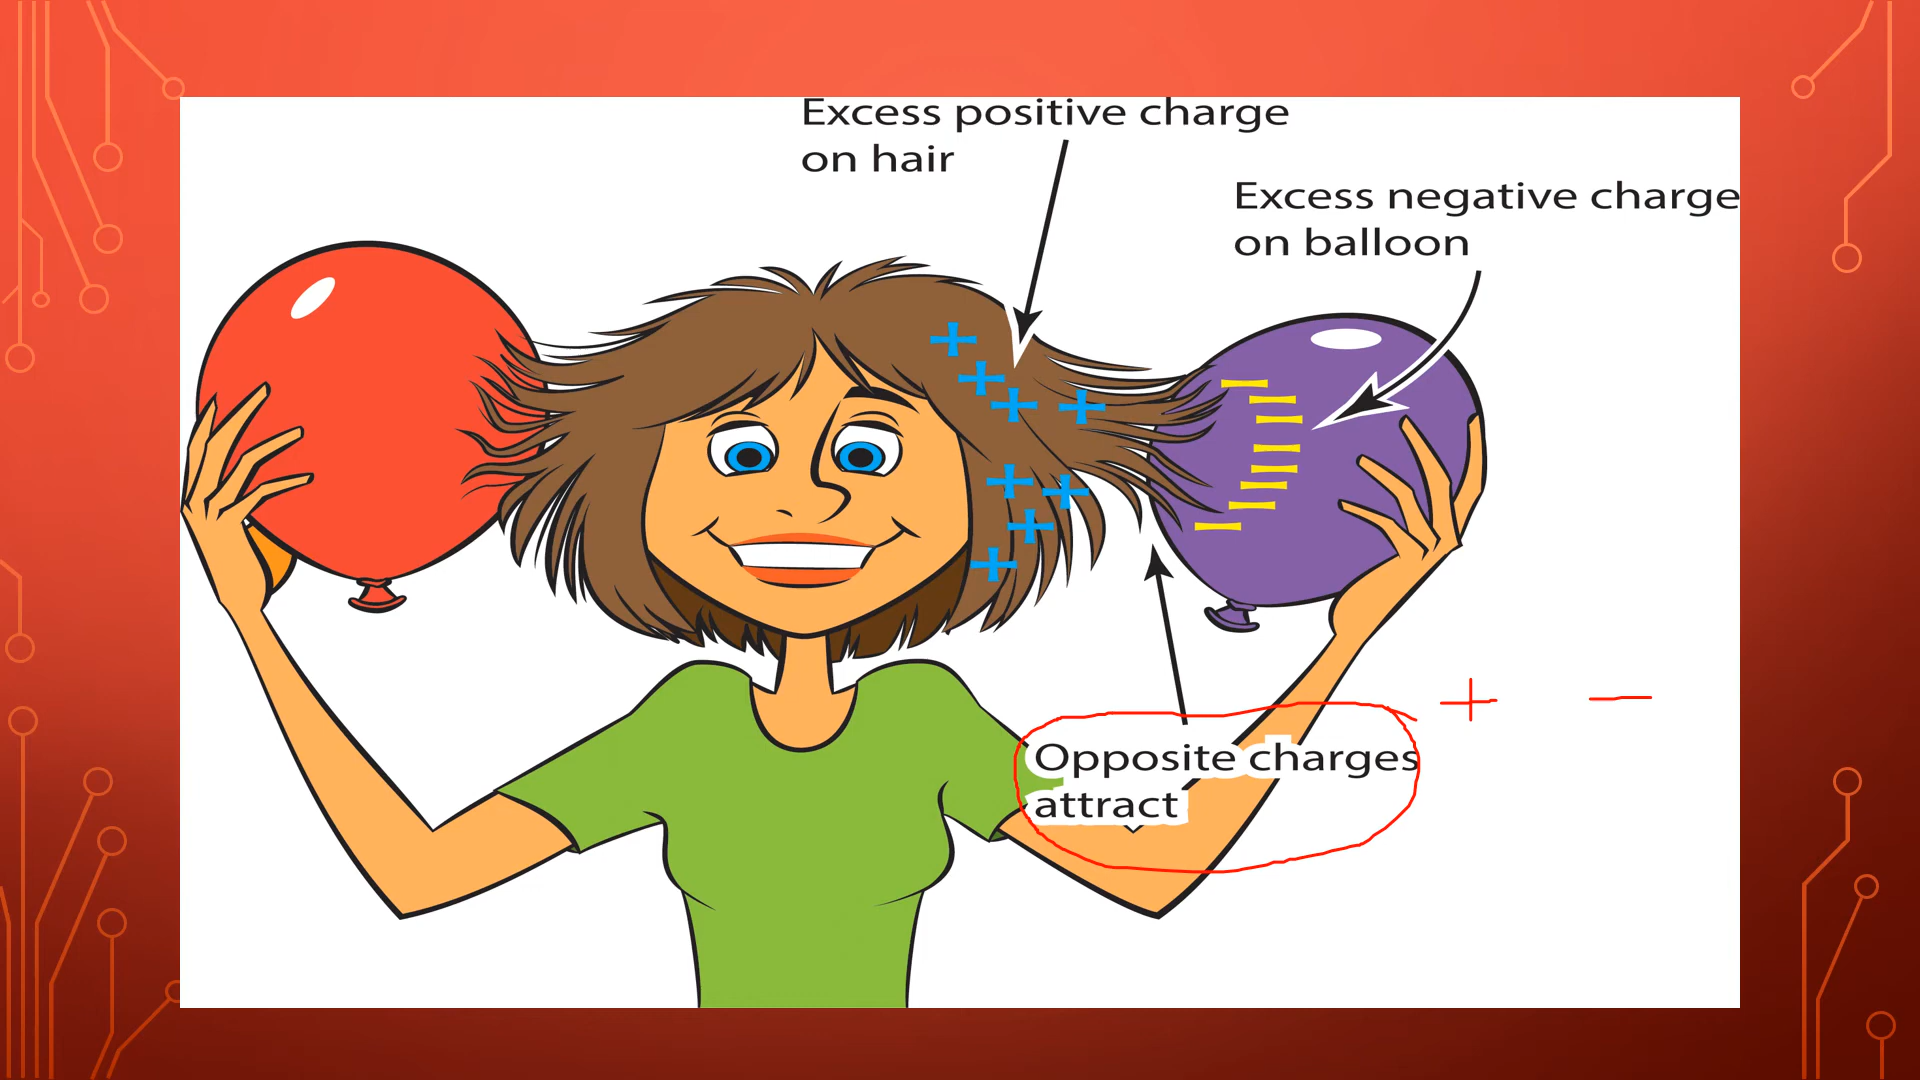 Excess positive charge
on hair
Excess negative charge
on balloon
Opposite charges
attract
+ −